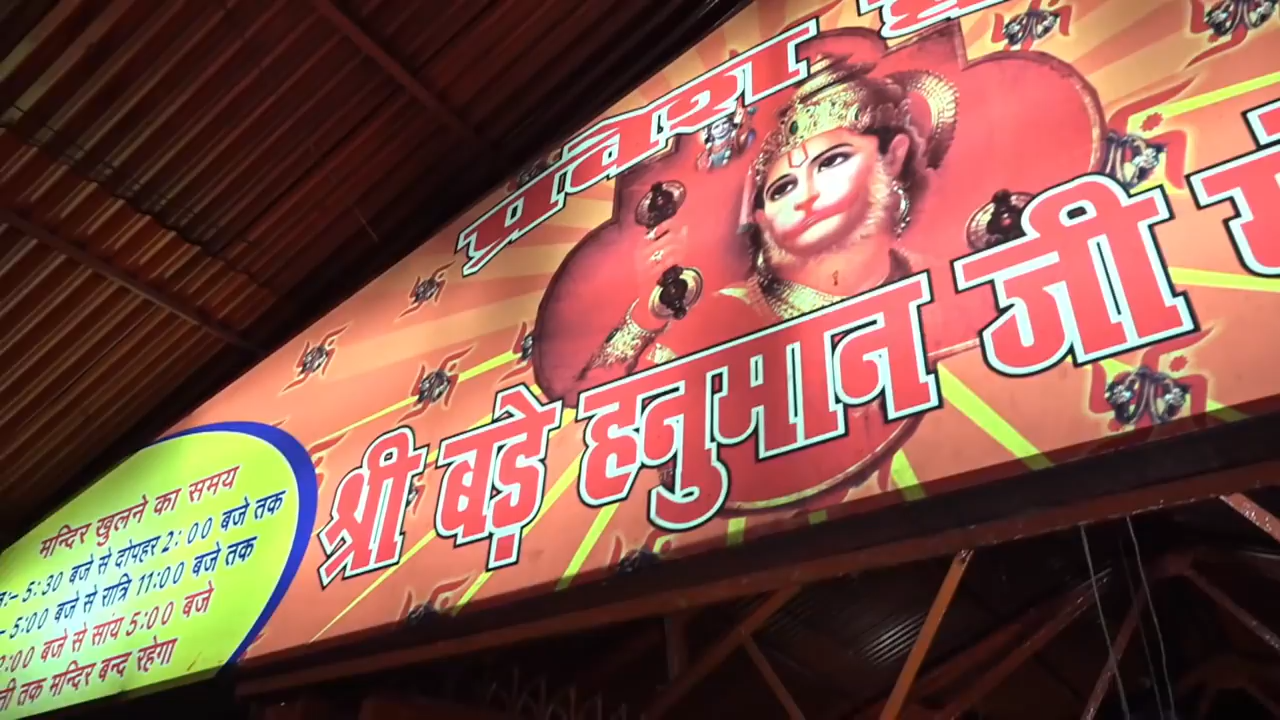 प्रवेश
श्री बड़े हनुमान जी
मन्दिर खुलने का समय
5:30 बजे से दोपहर 2:00 बजे तक
5:00 बजे से रात्रि 11:00 बजे तक
बजे से सांय 5:00 बजे
तक मन्दिर बन्द रहेगा